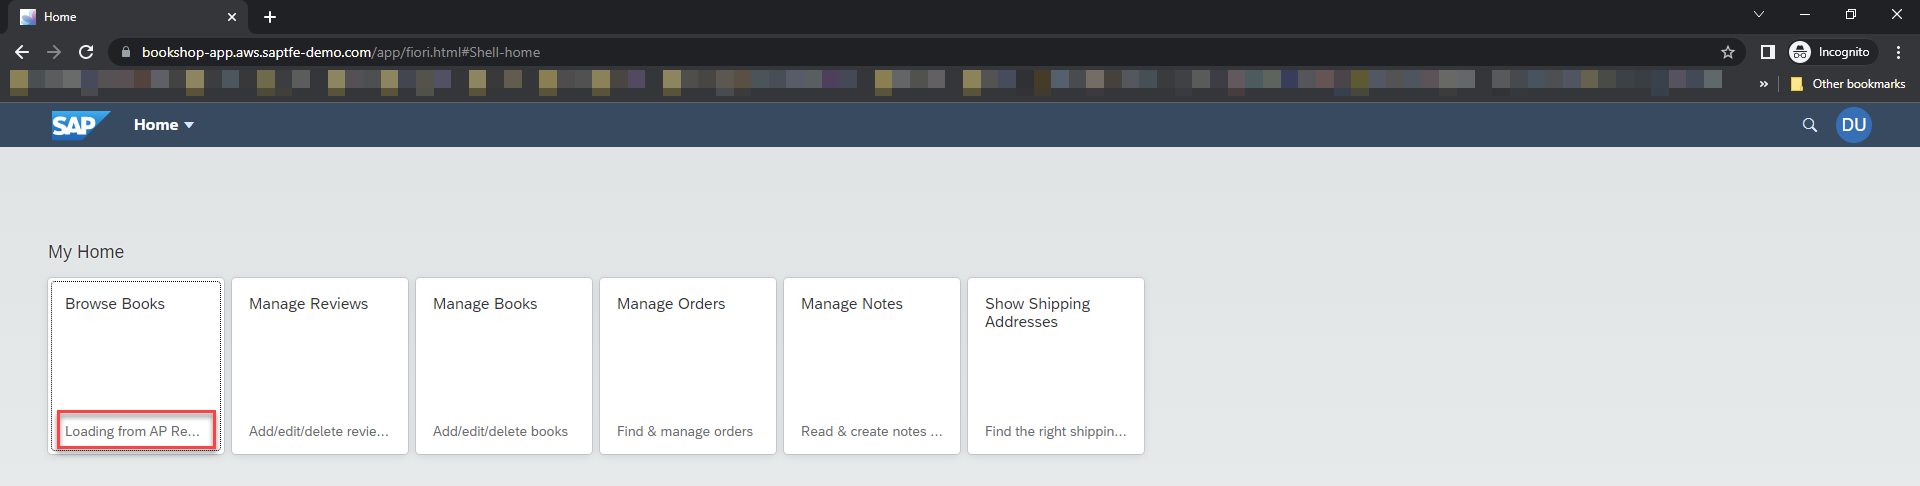 Home
bookshop-app.aws.saptfe-demo.com/app/fiori.html#Shell-home
Incognito
» Other bookmarks
SAP Home DU
My Home
Browse Books
Loading from AP Re...
Manage Reviews
Add/edit/delete revie...
Manage Books
Add/edit/delete books
Manage Orders
Find & manage orders
Manage Notes
Read & create notes ...
Show Shipping
Addresses
Find the right shippin...